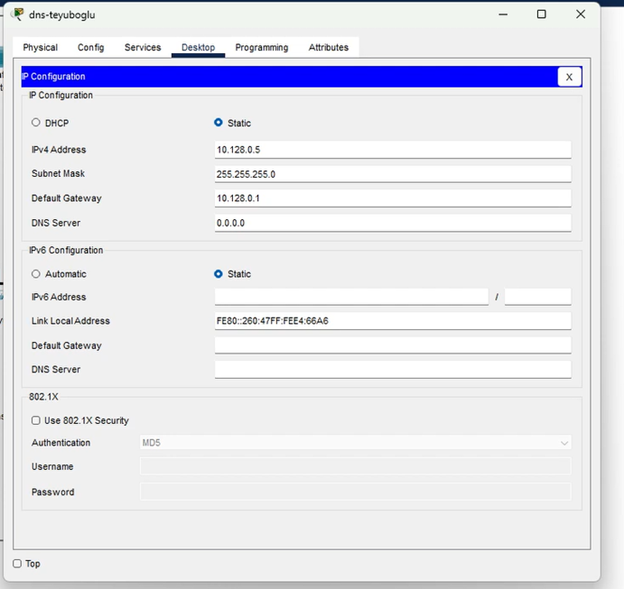 dns-teyuboglu
Physical Config Services Desktop Programming Attributes
IP Configuration X
IP Configuration
DHCP Static
IPv4 Address 10.128.0.5
Subnet Mask 255.255.255.0
Default Gateway 10.128.0.1
DNS Server 0.0.0.0
IPv6 Configuration
Automatic Static
IPv6 Address /
Link Local Address FE80::260:47FF:FEE4:66A6
Default Gateway
DNS Server
802.1X
Use 802.1X Security
Authentication MD5
Username
Password
Top